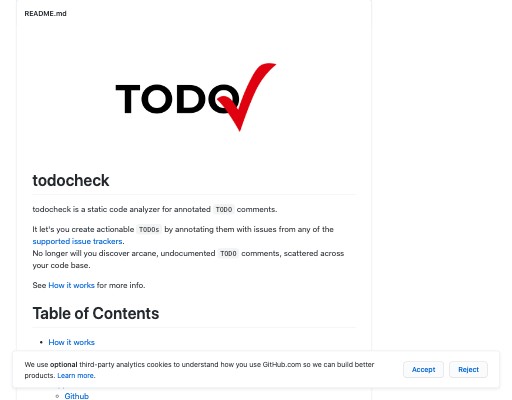 README.md
TODO
todocheck
todocheck is a static code analyzer for annotated TODO comments.
It let's you create actionable TODOs by annotating them with issues from any of the
supported issue trackers.
No longer will you discover arcane, undocumented TODO comments, scattered across
your code base.
See How it works for more info.
Table of Contents
• How it works
We use optional third-party analytics cookies to understand how you use GitHub.com so we can build better
products. Learn more.
Accept
Reject
Github